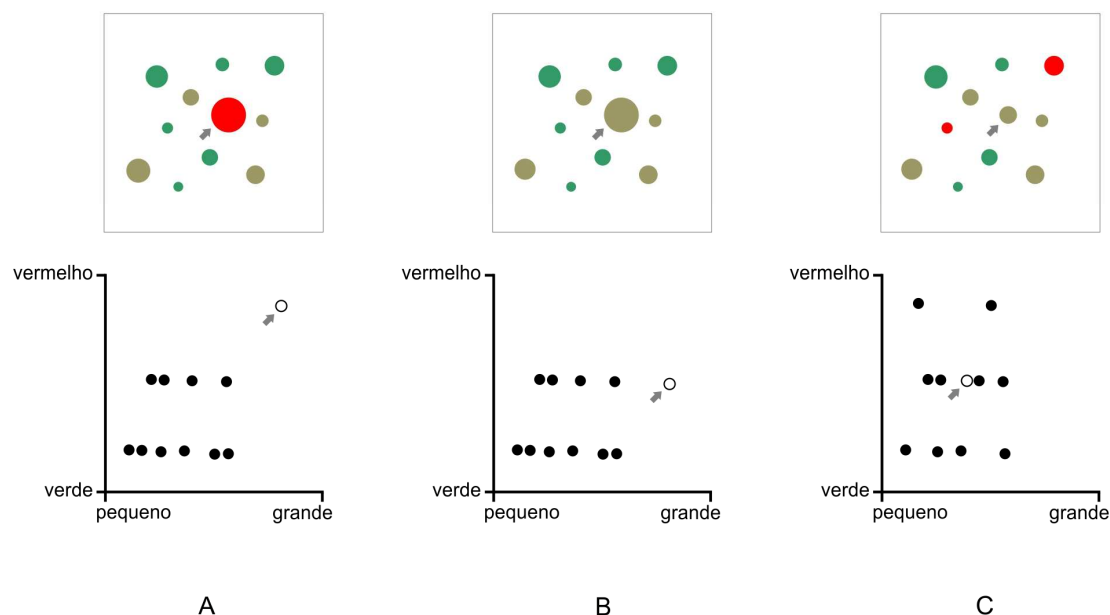 vermelho
vermelho
vermelho
verde
verde
verde
pequeno grande
pequeno grande
pequeno grande
A
B
C